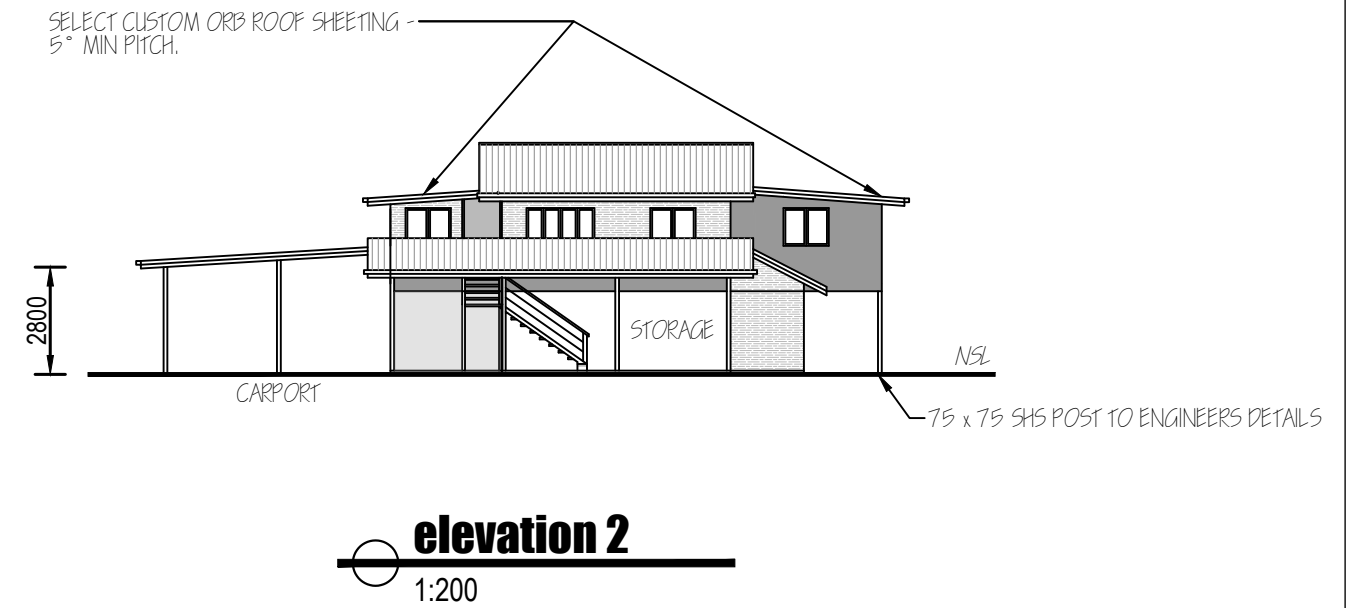 SELECT CUSTOM ORB ROOF SHEETING -
5° MIN PITCH.
2800
STORAGE
NSL
CARPORT
75 x 75 SHS POST TO ENGINEERS DETAILS
elevation 2
1:200